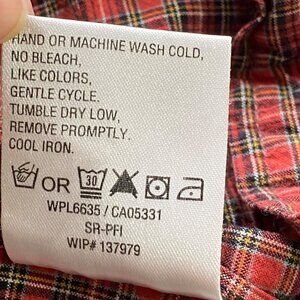 HAND OR MACHINE WASH COLD,
NO BLEACH,
LIKE COLORS,
GENTLE CYCLE.
TUMBLE DRY LOW,
REMOVE PROMPTLY.
COOL IRON.
OR 30
WPL6635 / CA05331
SR-PFI
WIP# 137979